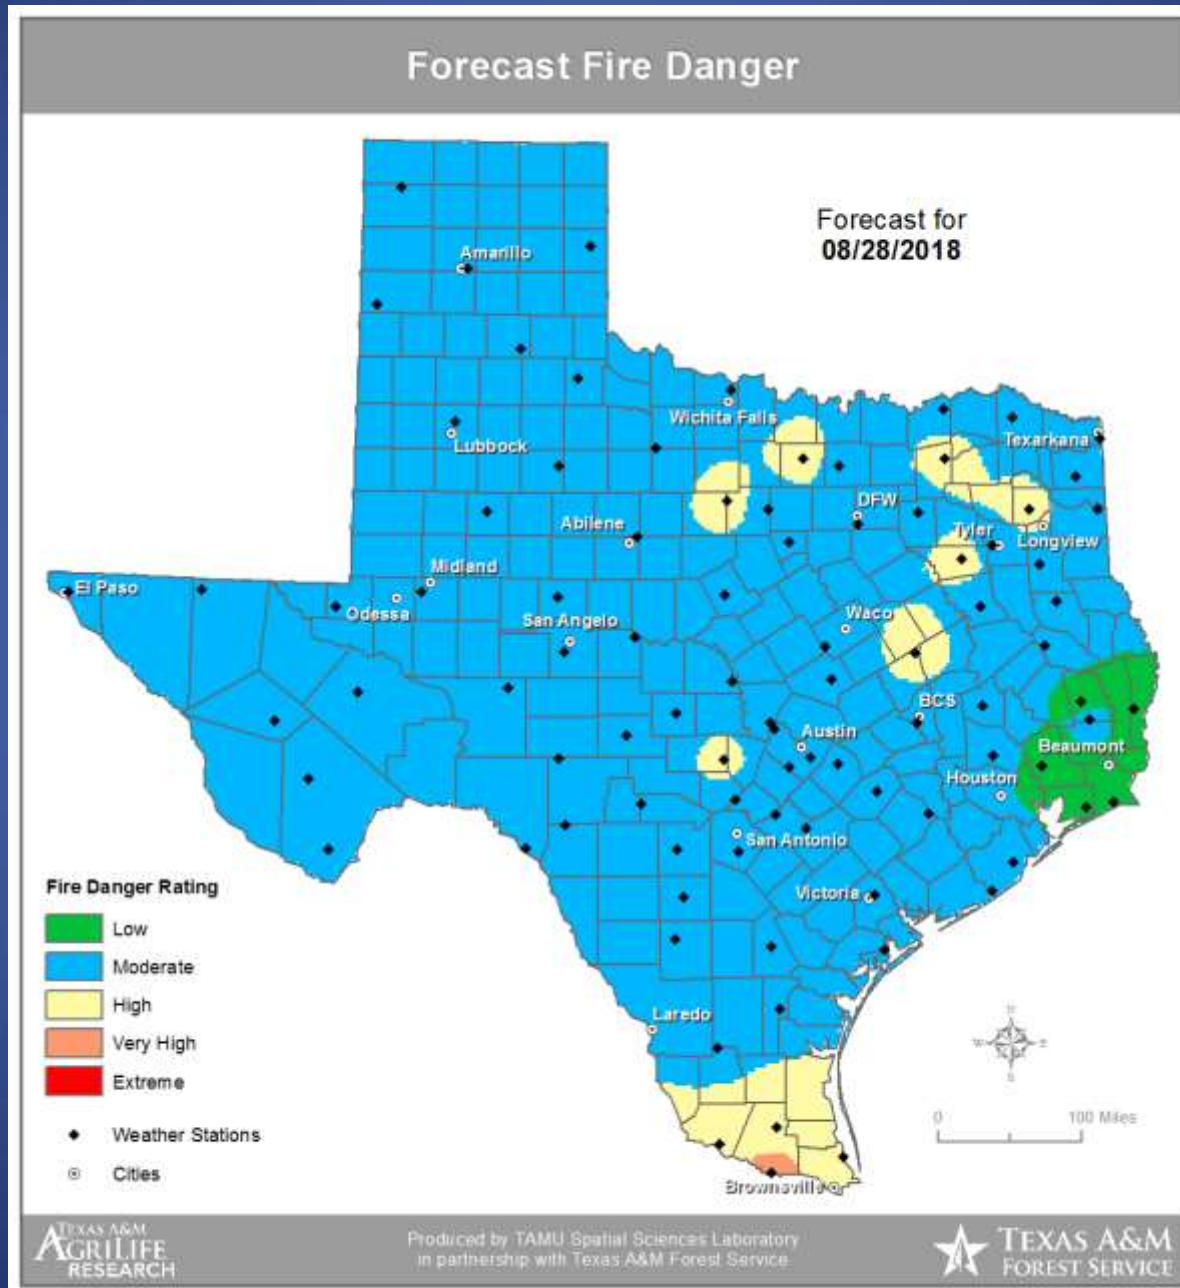 Forecast Fire Danger
Forecast for
08/28/2018
Amarillo
Wichita Falls
Texarkana
Lubbock
DFW
Abilene
Tyler
Longview
Midland
El Paso
Odessa
San Angelo
Waco
BCS
Austin
Beaumont
Houston
San Antonio
Victoria
Laredo
Brownsville
Fire Danger Rating
Low
Moderate
High
Very High
Extreme
Weather Stations
Cities
N
W E
S
0 100 Miles
TEXAS A&M
AGRILIFE
RESEARCH
Produced by TAMU Spatial Sciences Laboratory
in partnership with Texas A&M Forest Service
TEXAS A&M
FOREST SERVICE